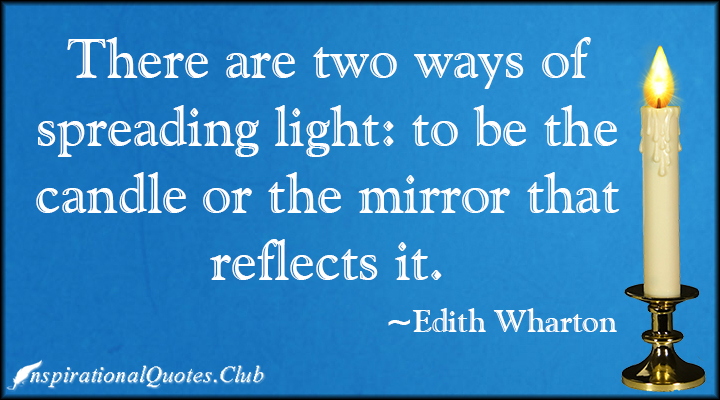 There are two ways of
spreading light: to be the
candle or the mirror that
reflects it.
~Edith Wharton
InspirationalQuotes.Club